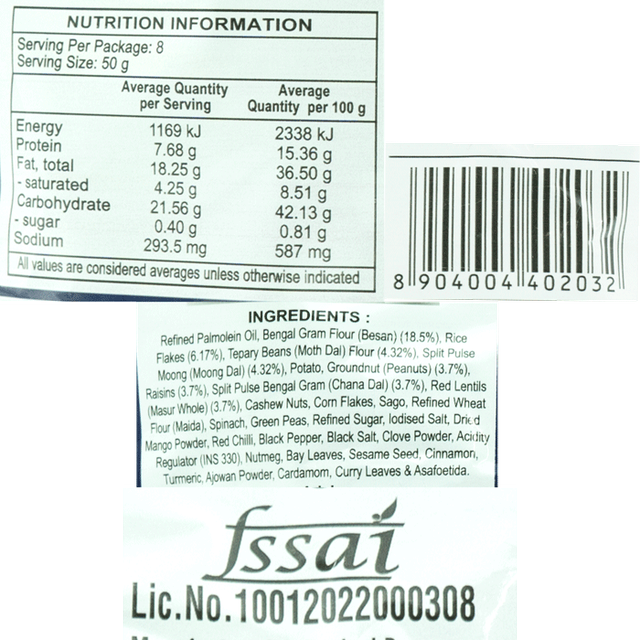 NUTRITION INFORMATION
Serving Per Package: 8
Serving Size: 50 g
Average Quantity per Serving Average Quantity per 100 g
Energy 1169 kJ 2338 kJ
Protein 7.68 g 15.36 g
Fat, total 18.25 g 36.50 g
- saturated 4.25 g 8.51 g
Carbohydrate 21.56 g 42.13 g
- sugar 0.40 g 0.81 g
Sodium 293.5 mg 587 mg
All values are considered averages unless otherwise indicated
8 904004 402032
INGREDIENTS :
Refined Palmolein Oil, Bengal Gram Flour (Besan) (18.5%), Rice
Flakes (6.17%), Tepary Beans (Moth Dal) Flour (4.32%), Split Pulse
Moong (Moong Dal) (4.32%), Potato, Groundnut (Peanuts) (3.7%),
Raisins (3.7%), Split Pulse Bengal Gram (Chana Dal) (3.7%), Red Lentils
(Masur Whole) (3.7%), Cashew Nuts, Corn Flakes, Sago, Refined Wheat
Flour (Maida), Spinach, Green Peas, Refined Sugar, Iodised Salt, Dried
Mango Powder, Red Chilli, Black Pepper, Black Salt, Clove Powder, Acidity
Regulator (INS 330), Nutmeg, Bay Leaves, Sesame Seed, Cinnamon,
Turmeric, Ajowan Powder, Cardamom, Curry Leaves & Asafoetida.
fssai
Lic.No.10012022000308